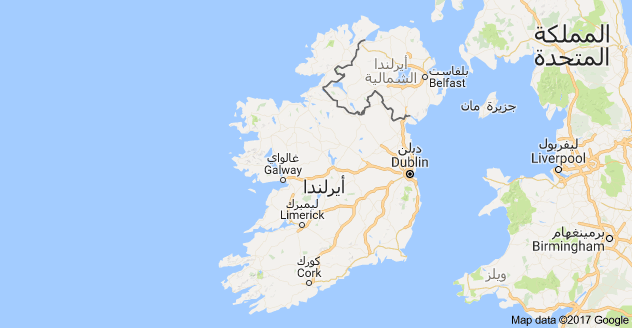 المملكة
المتحدة
أيرلندا
الشمالية
بلفاست
Belfast
جزيرة مان
دبلن
Dublin
ليفربول
Liverpool
غالواي
Galway
أيرلندا
ليميرك
Limerick
برمينغهام
Birmingham
كورك
Cork
ويلز
Map data ©2017 Google